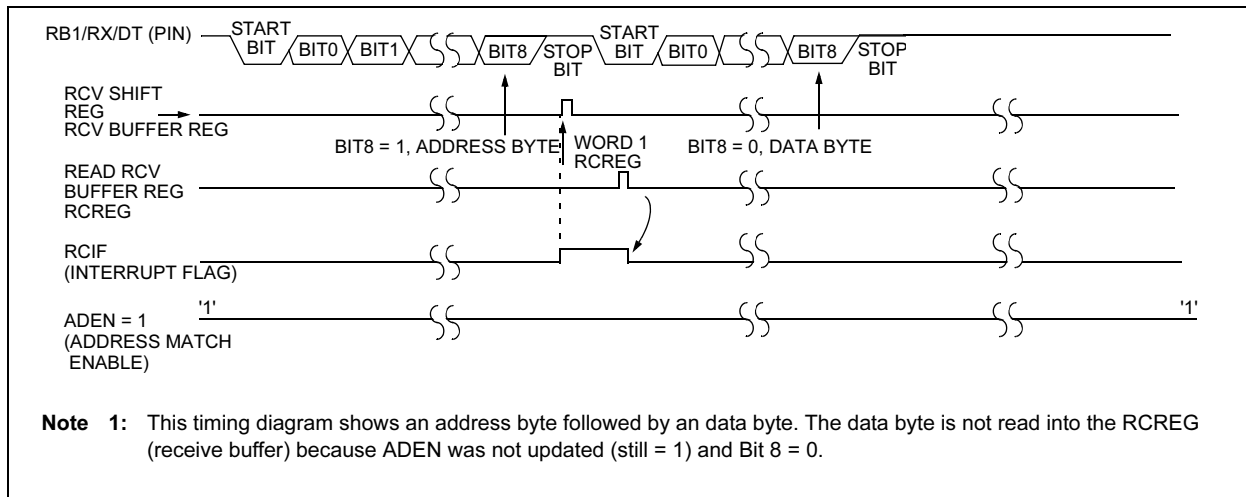 RB1/RX/DT (PIN)
START
BIT
BIT0
BIT1
BIT8
STOP
BIT
START
BIT
BIT0
BIT8
STOP
BIT
RCV SHIFT
REG
RCV BUFFER REG
BIT8 = 1, ADDRESS BYTE
WORD 1
RCREG
BIT8 = 0, DATA BYTE
READ RCV
BUFFER REG
RCREG
RCIF
(INTERRUPT FLAG)
'1'
'1'
ADEN = 1
(ADDRESS MATCH
ENABLE)
Note 1: This timing diagram shows an address byte followed by an data byte. The data byte is not read into the RCREG
(receive buffer) because ADEN was not updated (still = 1) and Bit 8 = 0.